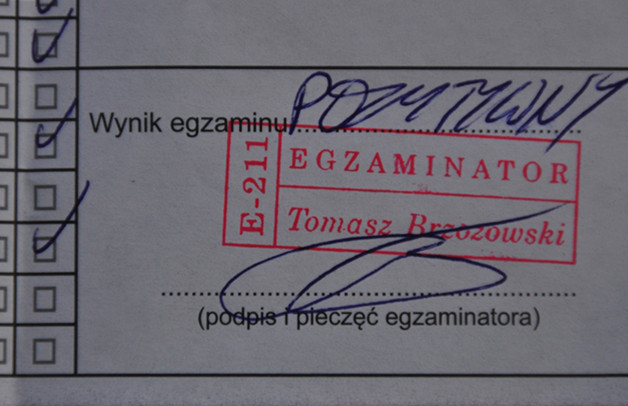 Wynik egzaminu POZYTYWNY
E-211
EGZAMINATOR
Tomasz Brzozowski
(podpis i pieczęć egzaminatora)